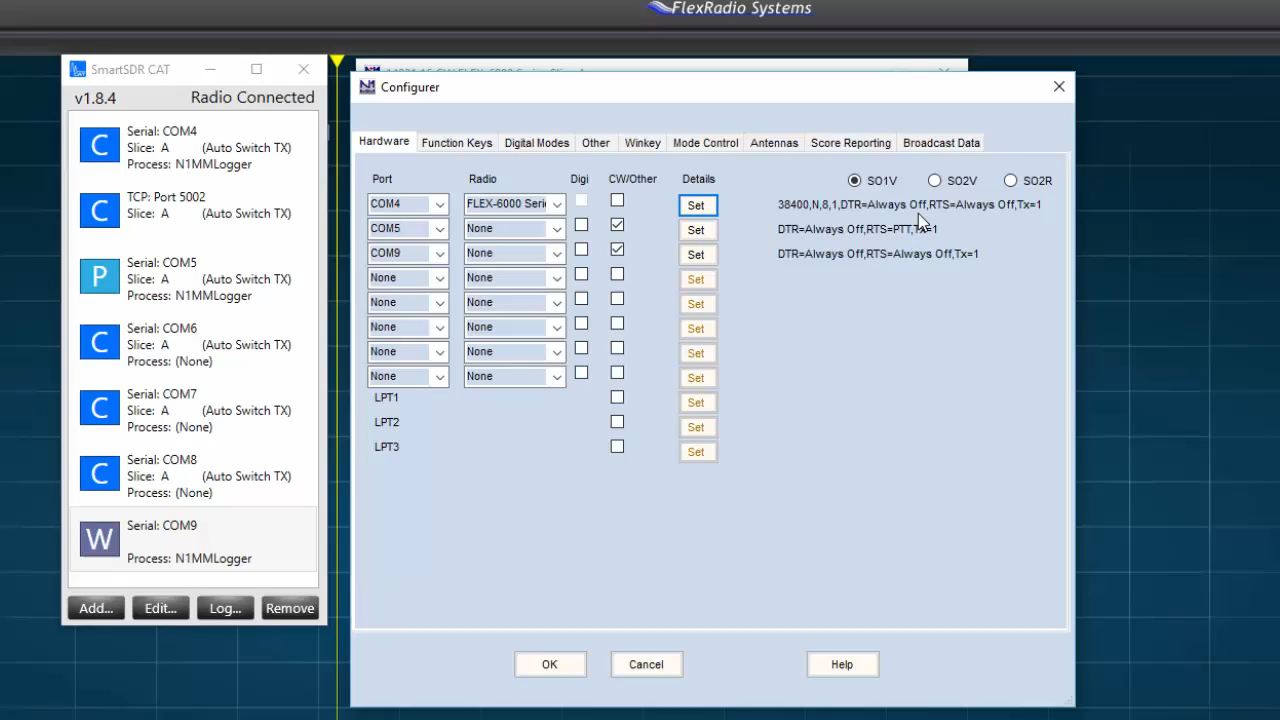 FlexRadio Systems
SmartSDR CAT
v1.8.4 Radio Connected
C Serial: COM4
Slice: A (Auto Switch TX)
Process: N1MMLogger
C TCP: Port 5002
Slice: A (Auto Switch TX)
P Serial: COM5
Slice: A (Auto Switch TX)
Process: N1MMLogger
C Serial: COM6
Slice: A (Auto Switch TX)
Process: (None)
C Serial: COM7
Slice: A (Auto Switch TX)
Process: (None)
C Serial: COM8
Slice: A (Auto Switch TX)
Process: (None)
W Serial: COM9
Process: N1MMLogger
Add... Edit... Log... Remove
Configurer
Hardware Function Keys Digital Modes Other Winkey Mode Control Antennas Score Reporting Broadcast Data
Port Radio Digi CW/Other Details SO1V SO2V SO2R
COM4 FLEX-6000 Seri Set 38400,N,8,1,DTR=Always Off,RTS=Always Off,Tx=1
COM5 None Set DTR=Always Off,RTS=PTT,Tx=1
COM9 None Set DTR=Always Off,RTS=Always Off,Tx=1
None None Set
None None Set
None None Set
None None Set
None None Set
LPT1 Set
LPT2 Set
LPT3 Set
OK Cancel Help